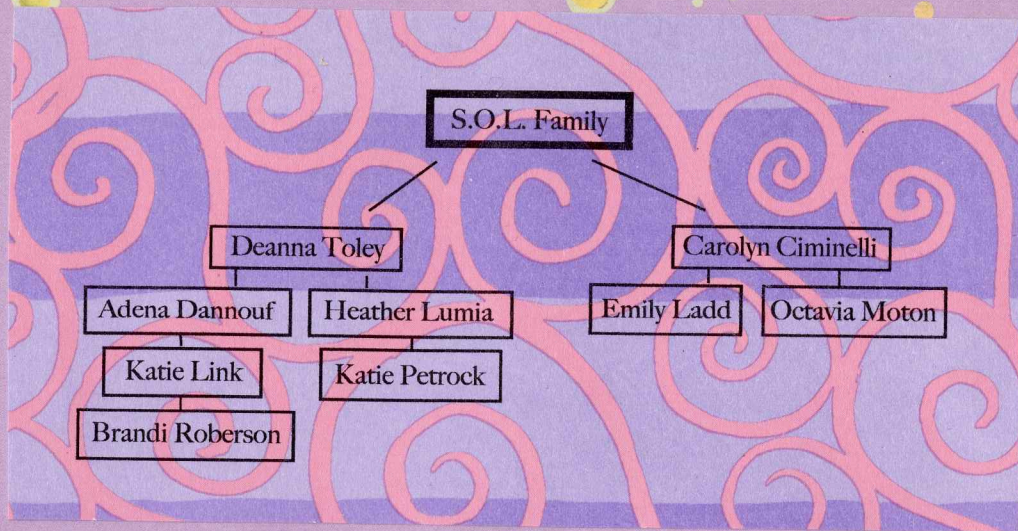 S.O.L. Family
Deanna Toley
Carolyn Ciminelli
Adena Dannouf
Heather Lumia
Emily Ladd
Octavia Moton
Katie Link
Katie Petrock
Brandi Roberson